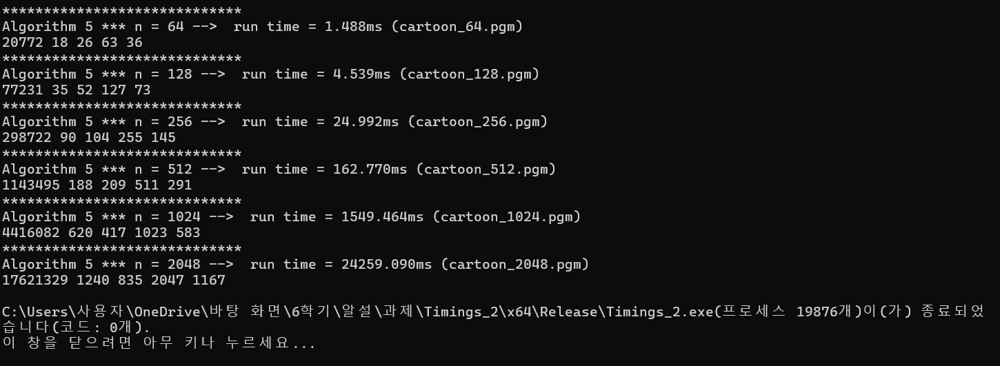 *****************************
Algorithm 5 *** n = 64 -->  run time = 1.488ms (cartoon_64.pgm)
20772 18 26 63 36
*****************************
Algorithm 5 *** n = 128 -->  run time = 4.539ms (cartoon_128.pgm)
77231 35 52 127 73
*****************************
Algorithm 5 *** n = 256 -->  run time = 24.992ms (cartoon_256.pgm)
298722 90 104 255 145
*****************************
Algorithm 5 *** n = 512 -->  run time = 162.770ms (cartoon_512.pgm)
1143495 188 209 511 291
*****************************
Algorithm 5 *** n = 1024 -->  run time = 1549.464ms (cartoon_1024.pgm)
4416082 620 417 1023 583
*****************************
Algorithm 5 *** n = 2048 -->  run time = 24259.090ms (cartoon_2048.pgm)
17621329 1240 835 2047 1167
C:\Users\사용자\OneDrive\바탕 화면\6학기\알설\과제\Timings_2\x64\Release\Timings_2.exe(프로세스 19876개)이(가) 종료되었
습니다(코드: 0개).
이 창을 닫으려면 아무 키나 누르세요...